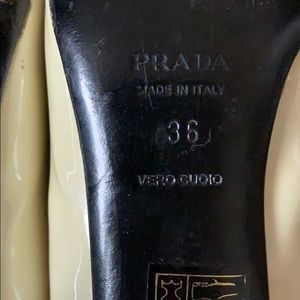 PRADA
MADE IN ITALY
36
VERO CUOIO